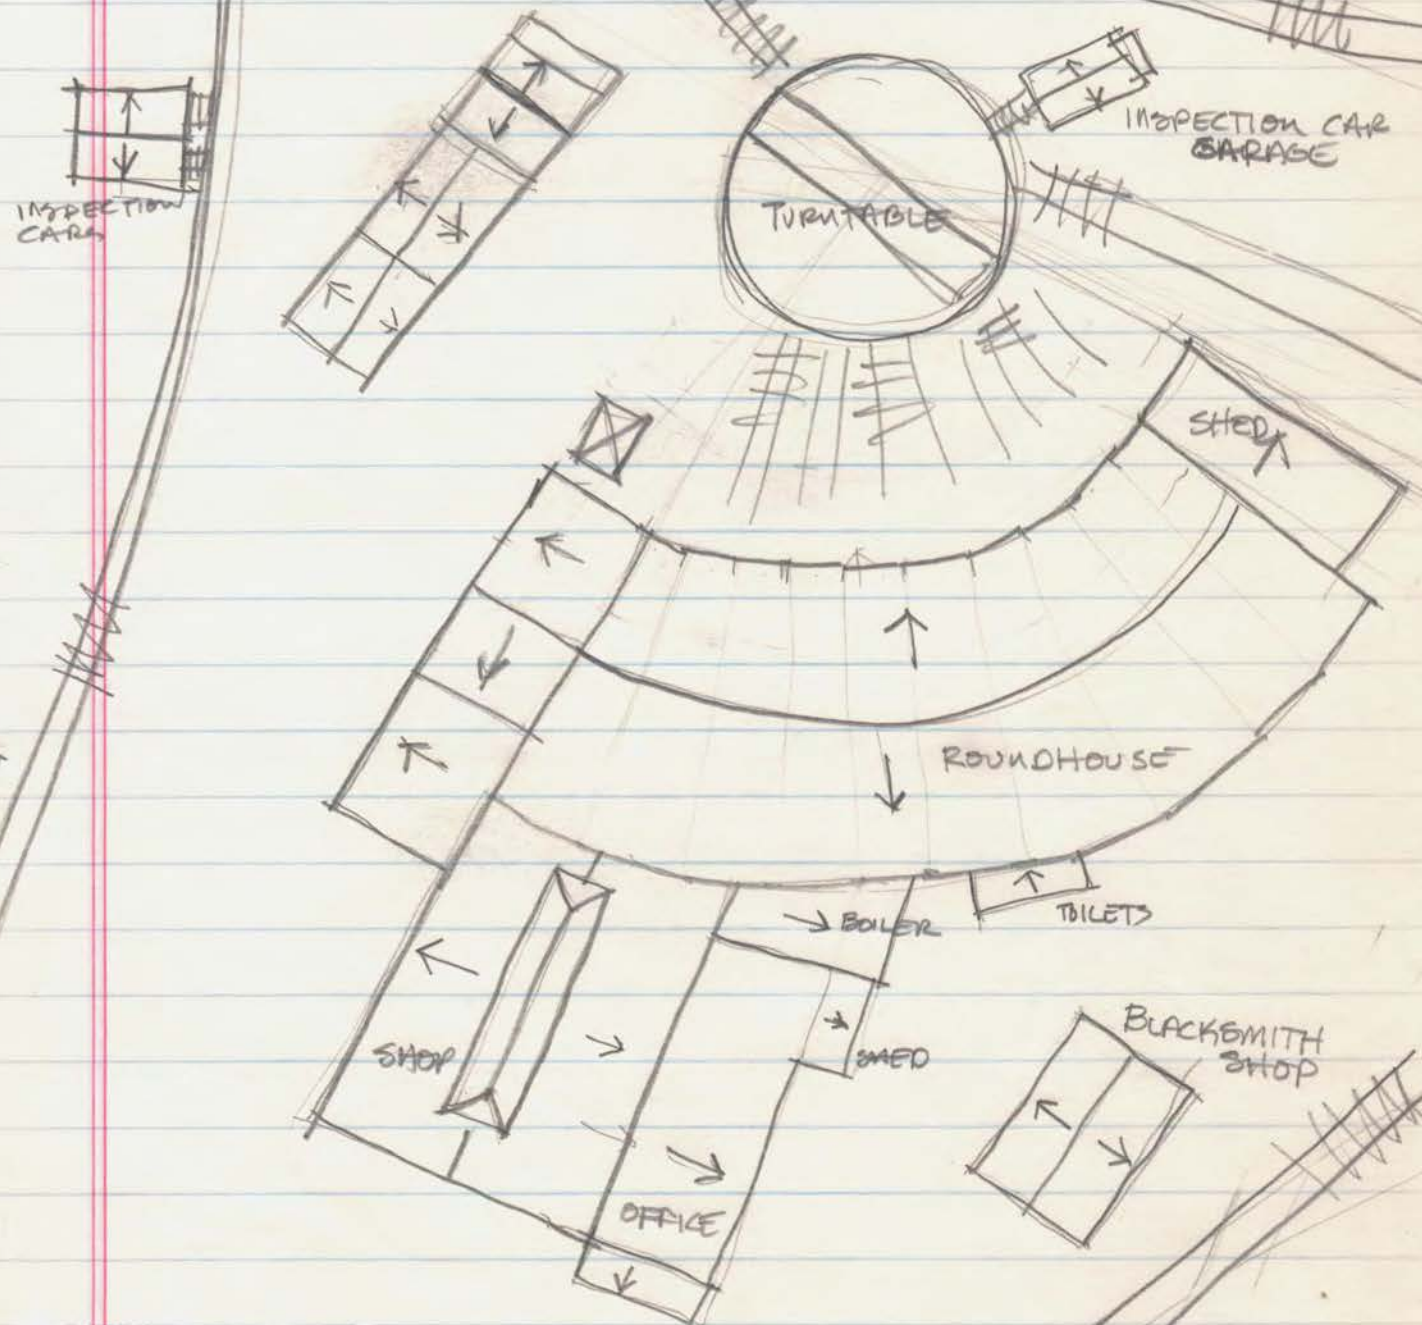 INSPECTION CAR
GARAGE
INSPECTION
CARS
TURNTABLE
SHED
ROUNDHOUSE
BOILER
TOILETS
SHOP
SHED
BLACKSMITH
SHOP
OFFICE